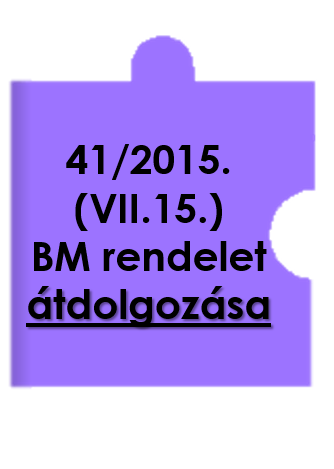 41/2015.
(VII.15.)
BM rendelet
átdolgozása